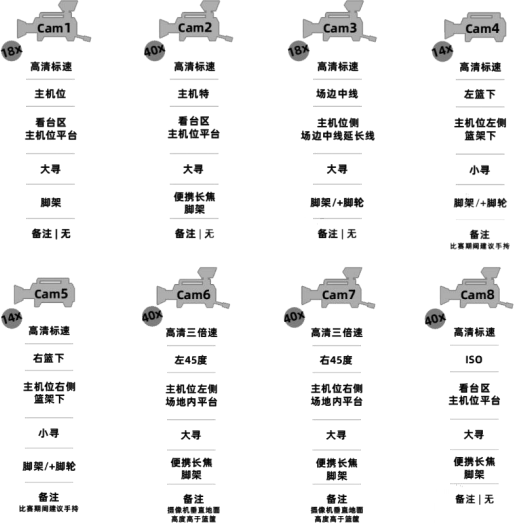 Cam1
18x
高清标速
主机位
看台区
主机位平台
大寻
脚架
备注 | 无
Cam2
40x
高清标速
主机特
看台区
主机位平台
大寻
便携长焦
脚架
备注 | 无
Cam3
18x
高清标速
场边中线
主机位侧
场边中线延长线
大寻
脚架/+脚轮
备注 | 无
Cam4
14x
高清标速
左篮下
主机位左侧
篮架下
小寻
脚架/+脚轮
备注
比赛期间建议手持
Cam5
14x
高清标速
右篮下
主机位右侧
篮架下
小寻
脚架/+脚轮
备注
比赛期间建议手持
Cam6
40x
高清三倍速
左45度
主机位左侧
场地内平台
大寻
便携长焦
脚架
备注
摄像机垂直地面
高度高于篮筐
Cam7
40x
高清三倍速
右45度
主机位右侧
场地内平台
大寻
便携长焦
脚架
备注
摄像机垂直地面
高度高于篮筐
Cam8
40x
高清标速
ISO
看台区
主机位平台
大寻
便携长焦
脚架
备注 | 无